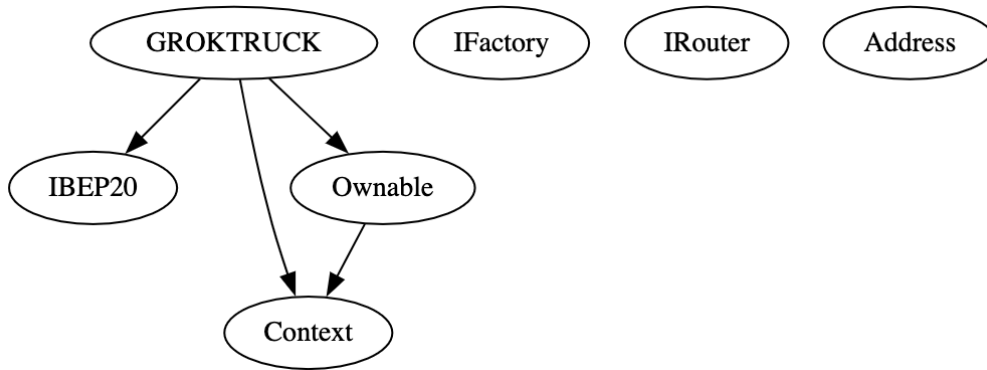 GROKTRUCK
IFactory
IRouter
Address
IBEP20
Ownable
Context